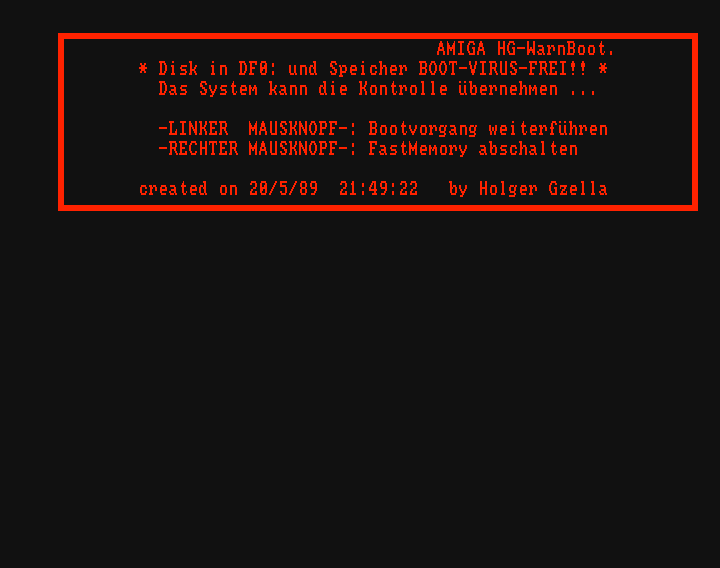 AMIGA HG-WarnBoot.
* Disk in DF0: und Speicher BOOT-VIRUS-FREI!! *
Das System kann die Kontrolle übernehmen ...
-LINKER  MAUSKNOPF-: Bootvorgang weiterführen
-RECHTER MAUSKNOPF-: FastMemory abschalten
created on 20/5/89  21:49:22   by Holger Gzella